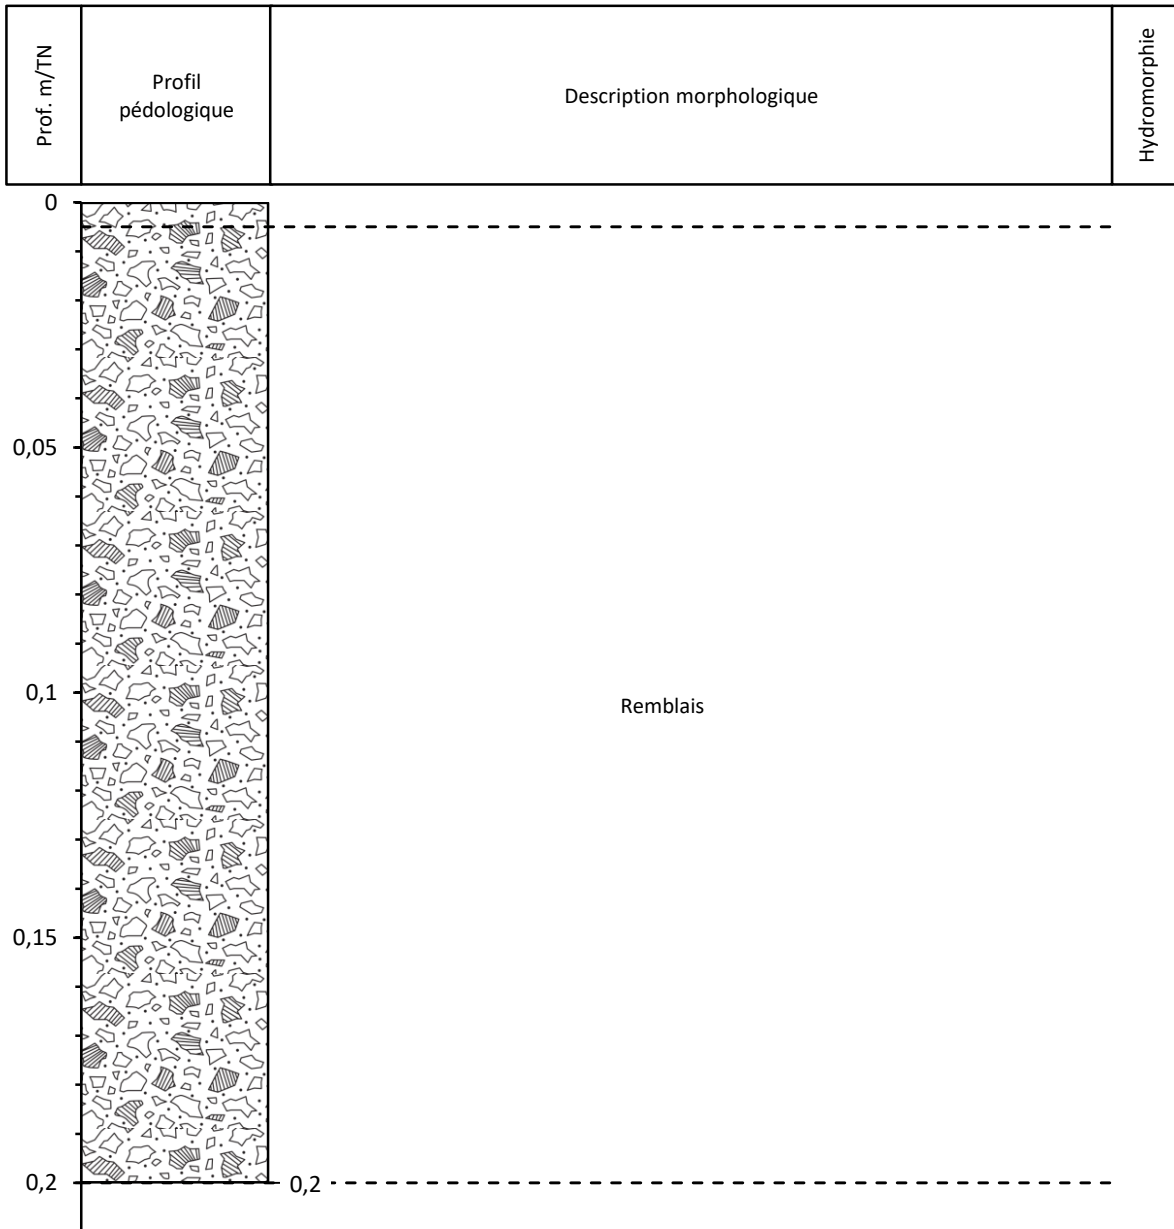 Prof. m/TN
Profil
pédologique
Description morphologique
Hydromorphie
0
0,05
0,1
Remblais
0,15
0,2
0,2